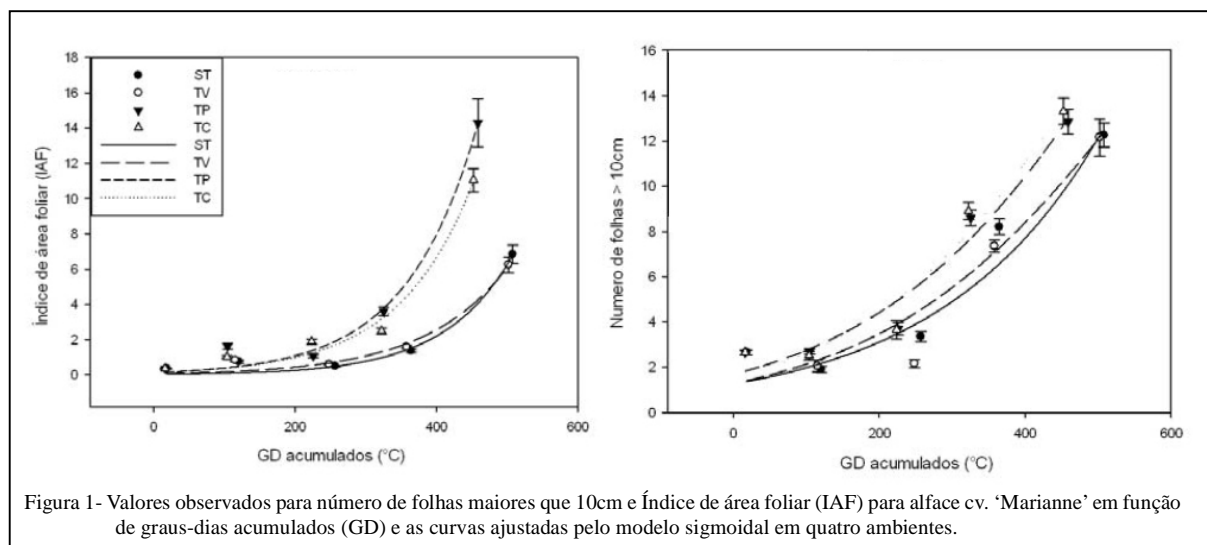 Índice de área foliar (IAF)
18
16
14
12
10
8
6
4
2
0
ST
TV
TP
TC
ST
TV
TP
TC
0
200
400
600
GD acumulados (°C)
Numero de folhas > 10cm
16
14
12
10
8
6
4
2
0
0
200
400
600
GD acumulados (°C)
Figura 1- Valores observados para número de folhas maiores que 10cm e Índice de área foliar (IAF) para alface cv. ‘Marianne’ em função
de graus-dias acumulados (GD) e as curvas ajustadas pelo modelo sigmoidal em quatro ambientes.